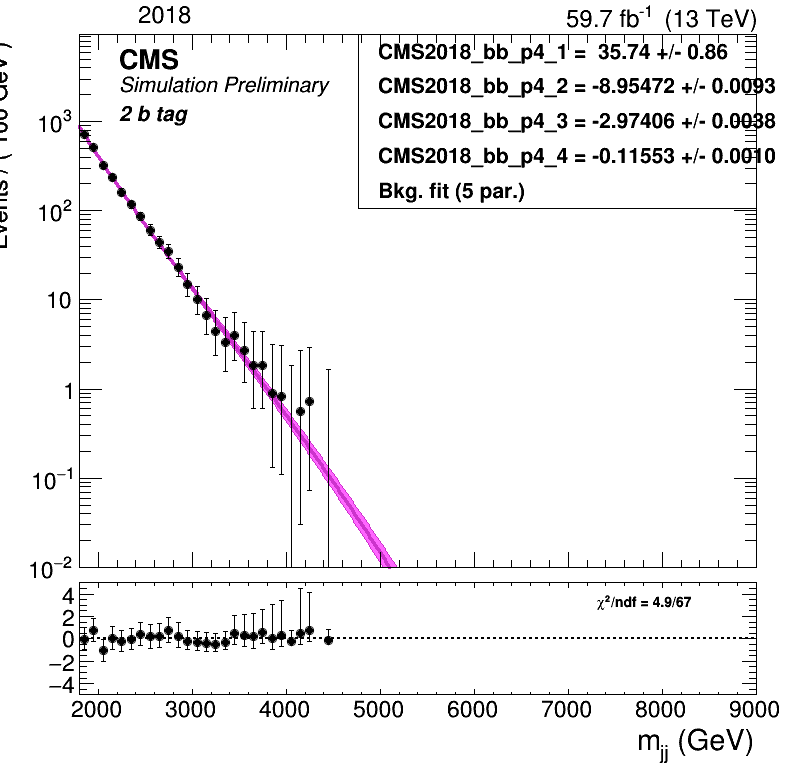 2018
59.7 fb⁻¹ (13 TeV)
CMS
Simulation Preliminary
2 b tag
CMS2018_bb_p4_1 = 35.74 +/- 0.86
CMS2018_bb_p4_2 = -8.95472 +/- 0.0093
CMS2018_bb_p4_3 = -2.97406 +/- 0.0038
CMS2018_bb_p4_4 = -0.11553 +/- 0.0010
Bkg. fit (5 par.)
Events / ( 100 GeV )
10³
10²
10
1
10⁻¹
10⁻²
χ²/ndf = 4.9/67
4
2
0
−2
−4
2000 3000 4000 5000 6000 7000 8000 9000
m_jj (GeV)